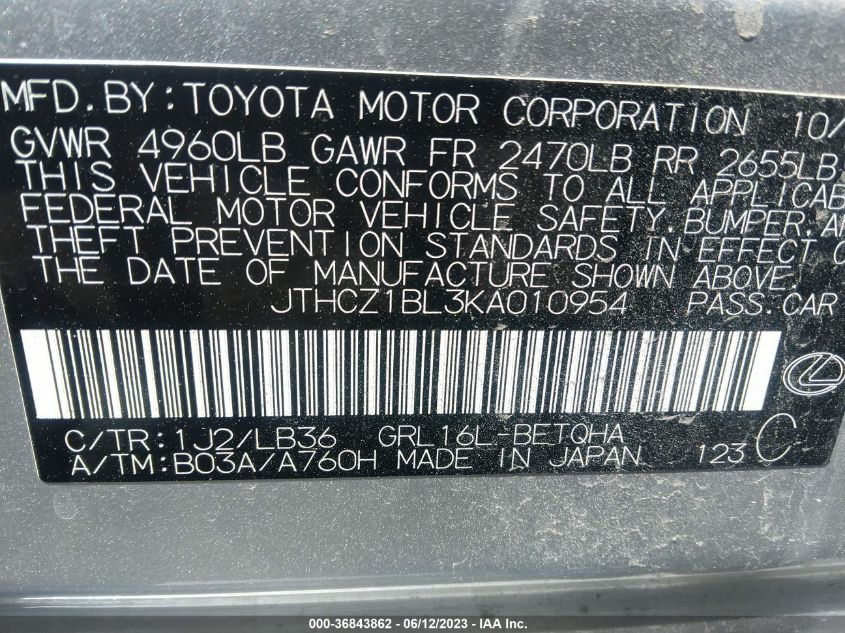 MFD. BY: TOYOTA MOTOR CORPORATION 10/
GVWR 4960LB GAWR FR 2470LB RR 2655LB
THIS VEHICLE CONFORMS TO ALL APPLICAB
FEDERAL MOTOR VEHICLE SAFETY, BUMPER, AN
THEFT PREVENTION STANDARDS IN EFFECT O
THE DATE OF MANUFACTURE SHOWN ABOVE.
JTHCZ1BL3KA010954 PASS. CAR
C/TR: 1J2/LB36 GRL16L-BETQHA
A/TM: B03A/A760H MADE IN JAPAN 123 C
000-36843862 - 06/12/2023 - IAA Inc.